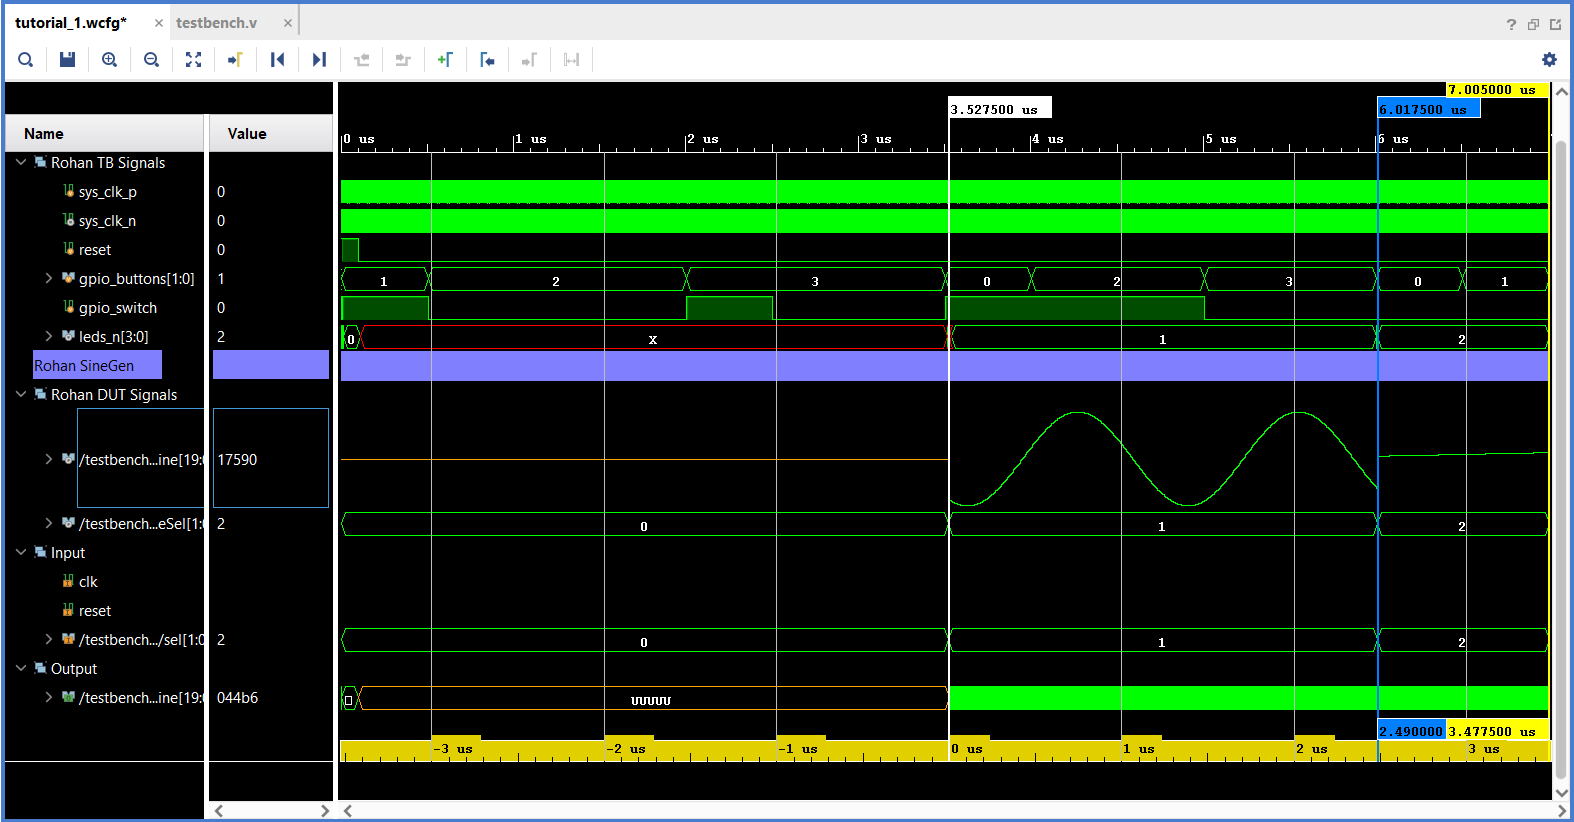 tutorial_1.wcfg* × testbench.v ×
?
7.005000 us
3.527500 us 6.017500 us
Name Value
0 us 1 us 2 us 3 us 4 us 5 us 6 us
Rohan TB Signals
sys_clk_p 0
sys_clk_n 0
reset 0
gpio_buttons[1:0] 1 1 2 3 0 2 3 0 1
gpio_switch 0
leds_n[3:0] 2 0 X 1 2
Rohan SineGen
Rohan DUT Signals
/testbench...ine[19:0 17590
/testbench...eSel[1:0 2 0 1 2
Input
clk
reset
/testbench.../sel[1:0 2 0 1 2
Output
/testbench...ine[19:0 044b6 UUUUU
2.490000 3.477500 us
-3 us -2 us -1 us 0 us 1 us 2 us 3 us